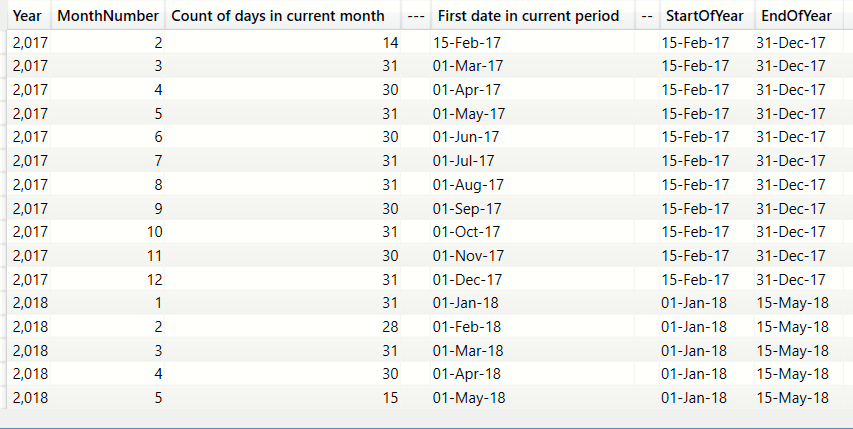 Year MonthNumber Count of days in current month --- First date in current period -- StartOfYear EndOfYear
2,017 2 14 15-Feb-17 15-Feb-17 31-Dec-17
2,017 3 31 01-Mar-17 15-Feb-17 31-Dec-17
2,017 4 30 01-Apr-17 15-Feb-17 31-Dec-17
2,017 5 31 01-May-17 15-Feb-17 31-Dec-17
2,017 6 30 01-Jun-17 15-Feb-17 31-Dec-17
2,017 7 31 01-Jul-17 15-Feb-17 31-Dec-17
2,017 8 31 01-Aug-17 15-Feb-17 31-Dec-17
2,017 9 30 01-Sep-17 15-Feb-17 31-Dec-17
2,017 10 31 01-Oct-17 15-Feb-17 31-Dec-17
2,017 11 30 01-Nov-17 15-Feb-17 31-Dec-17
2,017 12 31 01-Dec-17 15-Feb-17 31-Dec-17
2,018 1 31 01-Jan-18 01-Jan-18 15-May-18
2,018 2 28 01-Feb-18 01-Jan-18 15-May-18
2,018 3 31 01-Mar-18 01-Jan-18 15-May-18
2,018 4 30 01-Apr-18 01-Jan-18 15-May-18
2,018 5 15 01-May-18 01-Jan-18 15-May-18